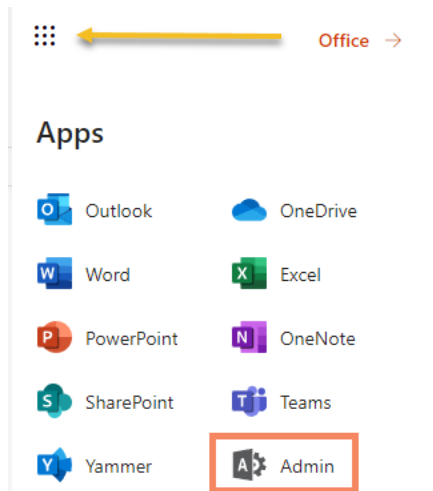 Office →
Apps
Outlook OneDrive
Word Excel
PowerPoint OneNote
SharePoint Teams
Yammer Admin